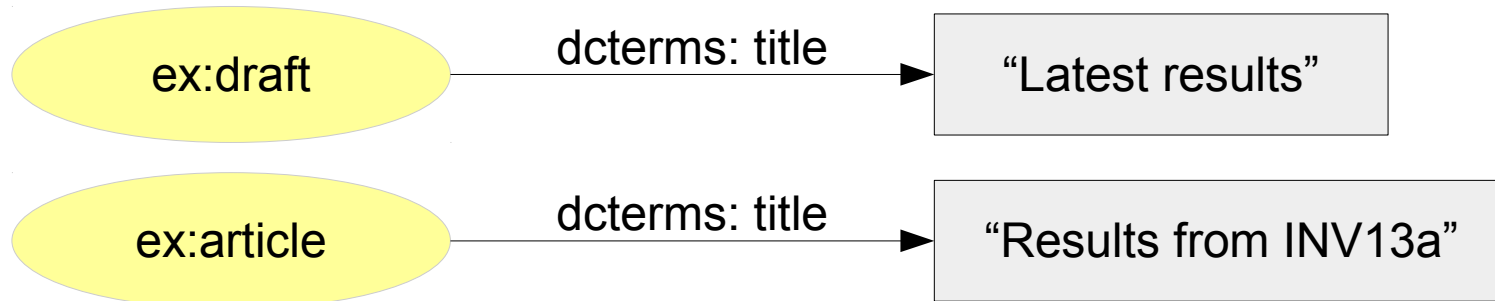 ex:draft dcterms: title “Latest results”
ex:article dcterms: title “Results from INV13a”